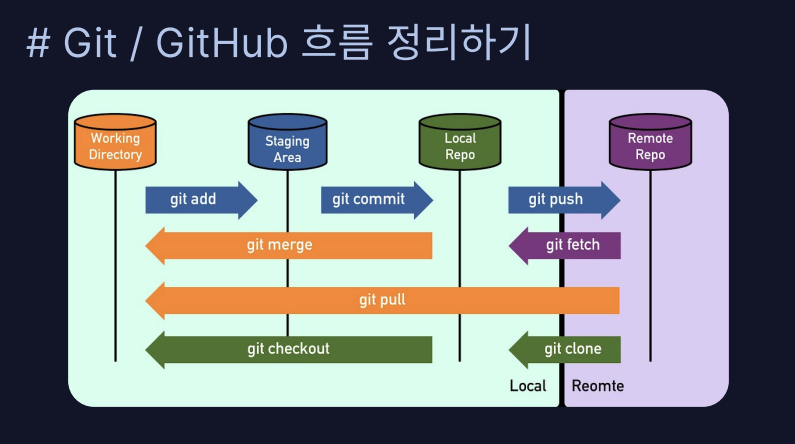 # Git / GitHub 흐름 정리하기
Working
Directory
Staging
Area
Local
Repo
Remote
Repo
git add
git commit
git push
git merge
git fetch
git pull
git checkout
git clone
Local
Reomte